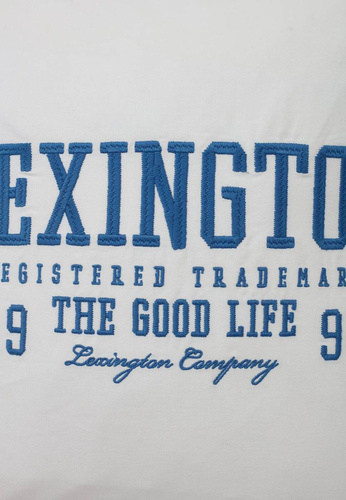 EXINGTO
EGISTERED TRADEMAR
9 THE GOOD LIFE 9
Lexington Company